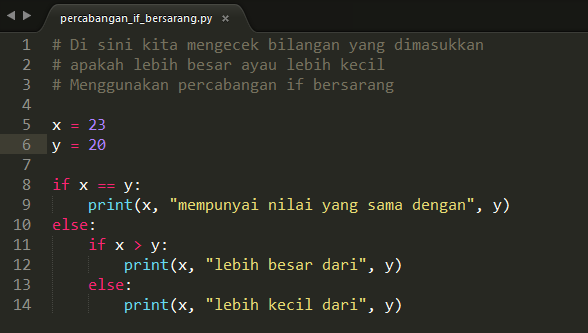 percabangan_if_bersarang.py ×
1 # Di sini kita mengecek bilangan yang dimasukkan
2 # apakah lebih besar ayau lebih kecil
3 # Menggunakan percabangan if bersarang
4
5 x = 23
6 y = 20
7
8 if x == y:
9     print(x, "mempunyai nilai yang sama dengan", y)
10 else:
11     if x > y:
12         print(x, "lebih besar dari", y)
13     else:
14         print(x, "lebih kecil dari", y)